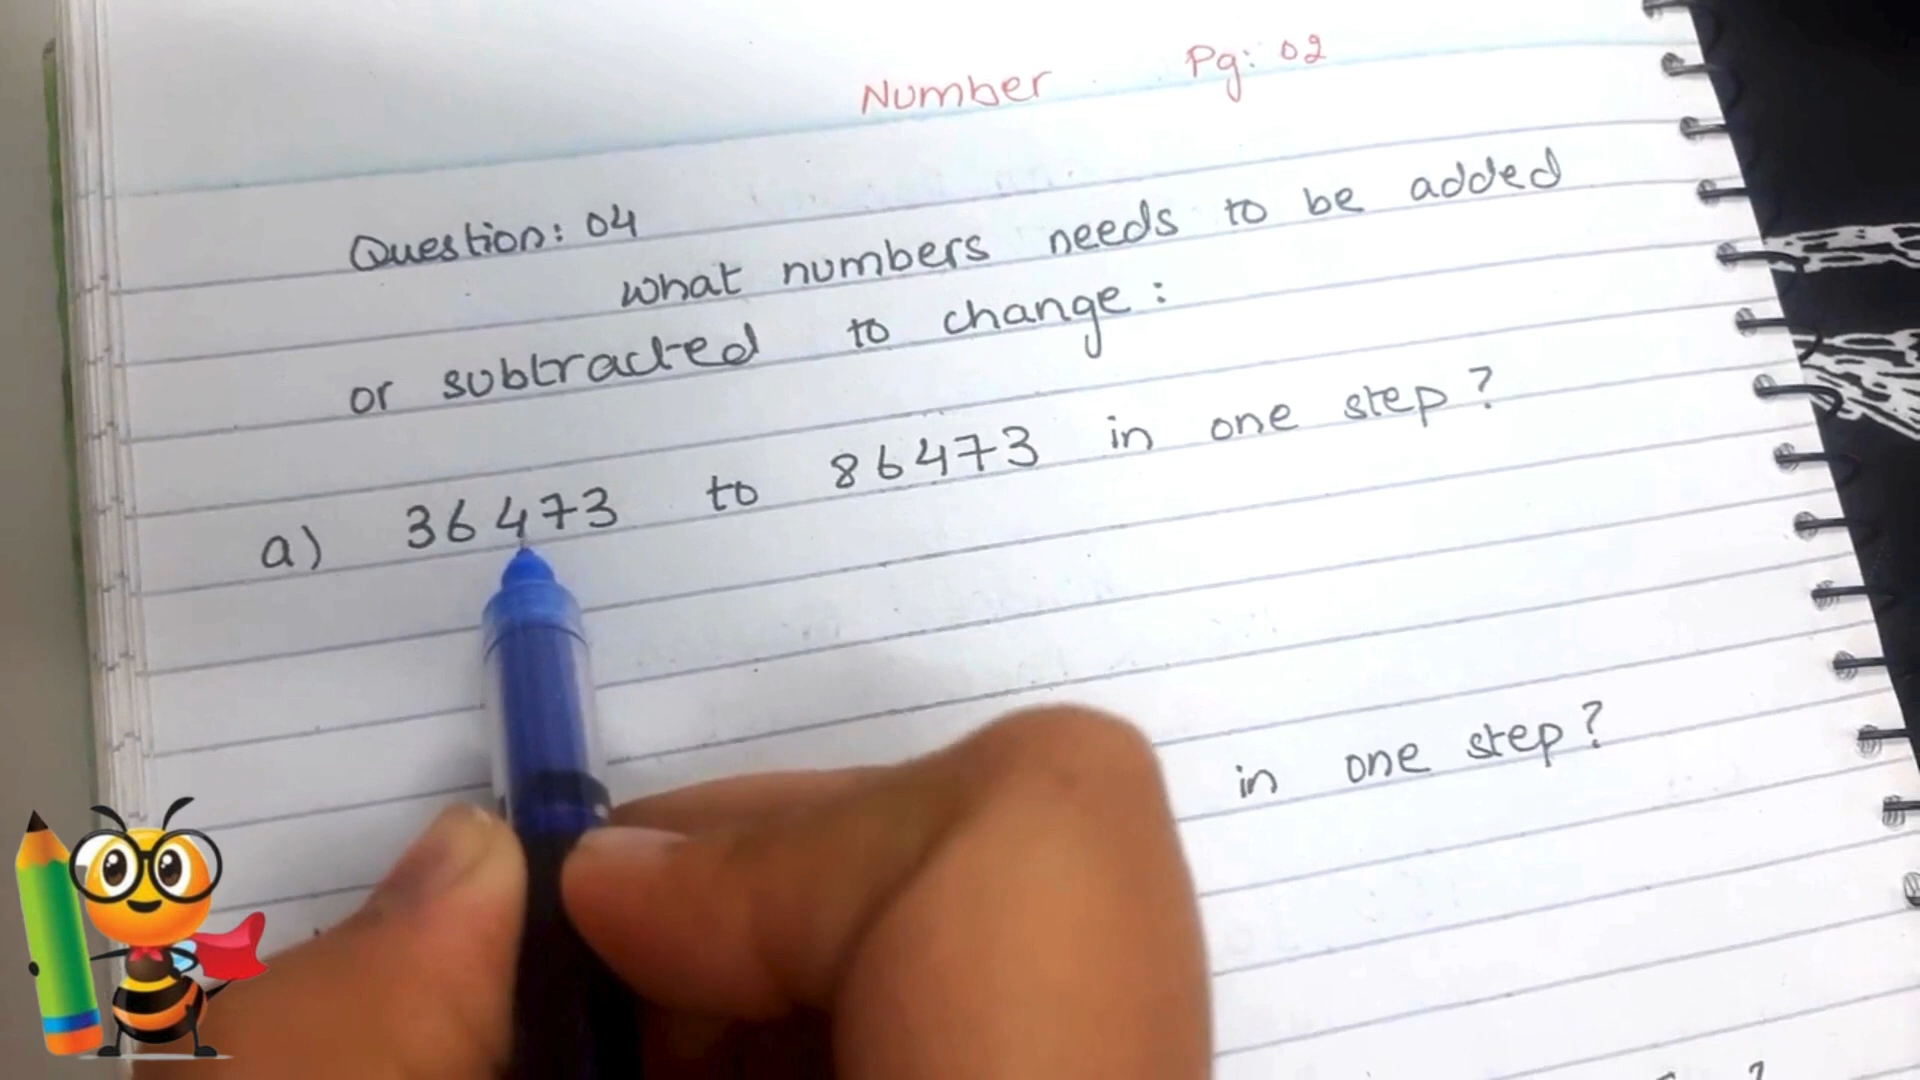 Number Pg: 02
Question: 04
What numbers needs to be added
or subtracted to change:
a) 36473 to 86473 in one step?
in one step?
?